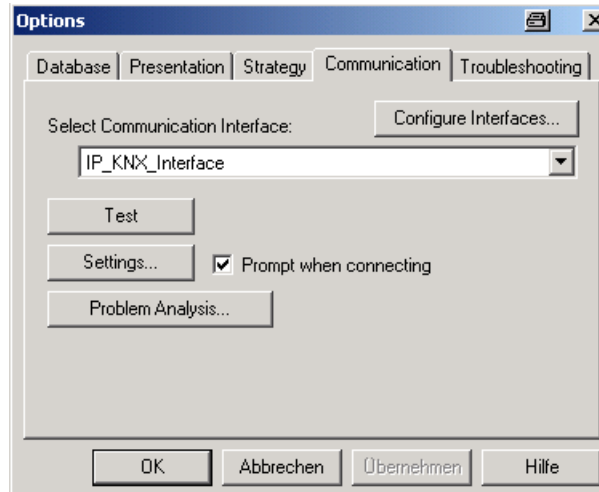 Options
Database Presentation Strategy Communication Troubleshooting
Configure Interfaces...
Select Communication Interface:
IP_KNX_Interface
Test
Settings... Prompt when connecting
Problem Analysis...
OK Abbrechen Übernehmen Hilfe